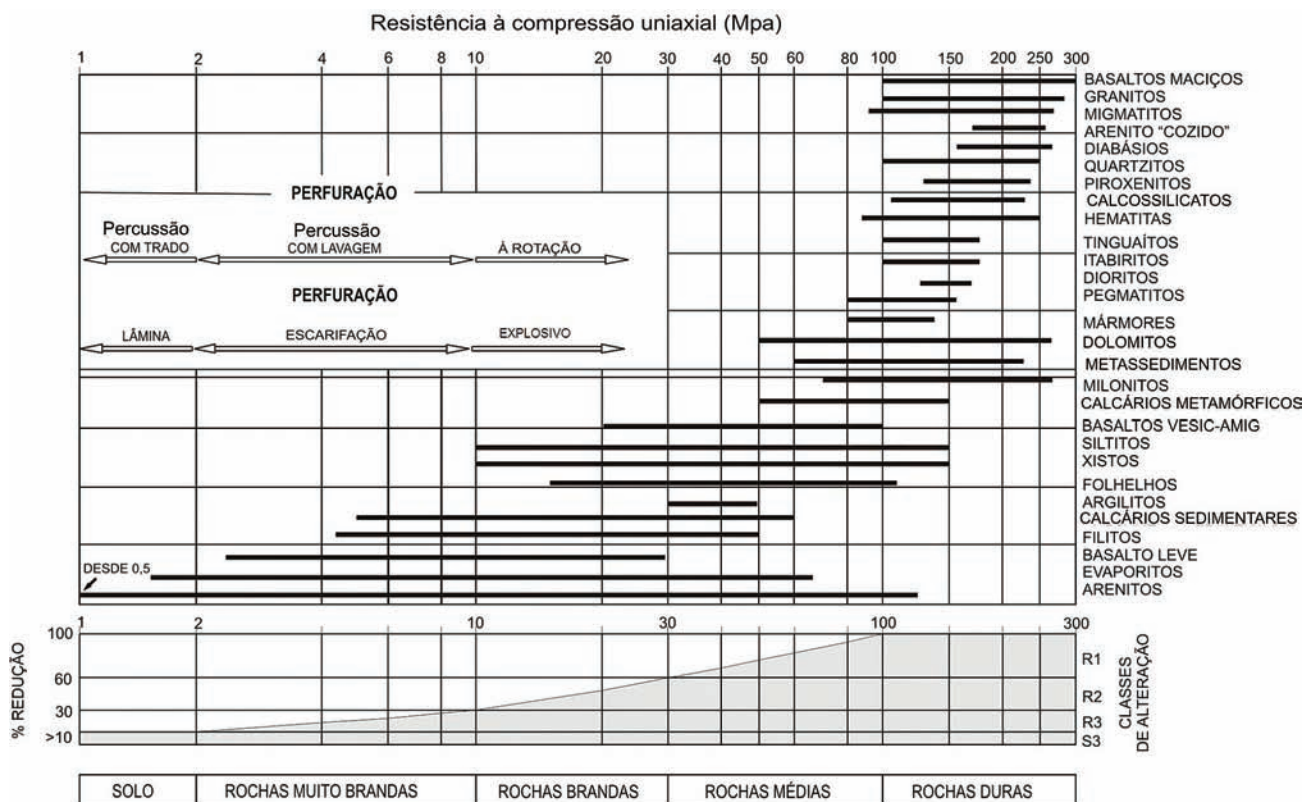 Resistência à compressão uniaxial (Mpa)
1 2 4 6 8 10 20 30 40 50 60 80 100 150 200 250 300
BASALTOS MACIÇOS
GRANITOS
MIGMATITOS
ARENITO “COZIDO”
DIABÁSIOS
QUARTZITOS
PIROXENITOS
CALCOSSILICATOS
HEMATITAS
TINGUAÍTOS
ITABIRITOS
DIORITOS
PEGMATITOS
MÁRMORES
DOLOMITOS
METASSEDIMENTOS
MILONITOS
CALCÁRIOS METAMÓRFICOS
BASALTOS VESIC-AMIG
SILTITOS
XISTOS
FOLHELHOS
ARGILITOS
CALCÁRIOS SEDIMENTARES
FILITOS
BASALTO LEVE
EVAPORITOS
ARENITOS
PERFURAÇÃO
Percussão
COM TRADO
Percussão
COM LAVAGEM
À ROTAÇÃO
PERFURAÇÃO
LÂMINA
ESCARIFAÇÃO
EXPLOSIVO
DESDE 0,5
1 2 10 20 30 100 300
% REDUÇÃO
100
60
30
>10
R1
R2
R3
S3
CLASSES
DE ALTERAÇÃO
SOLO ROCHAS MUITO BRANDAS ROCHAS BRANDAS ROCHAS MÉDIAS ROCHAS DURAS